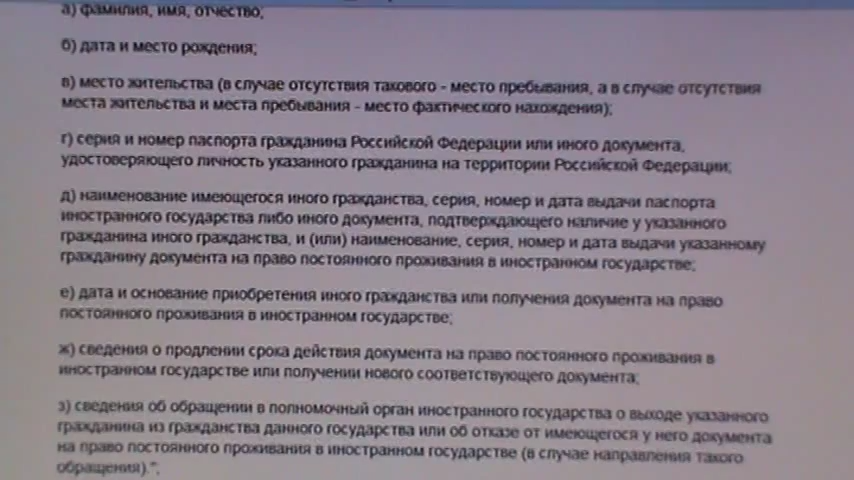 а) фамилия, имя, отчество;
б) дата и место рождения;
в) место жительства (в случае отсутствия такового - место пребывания, а в случае отсутствия
места жительства и места пребывания - место фактического нахождения);
г) серия и номер паспорта гражданина Российской Федерации или иного документа,
удостоверяющего личность указанного гражданина на территории Российской Федерации;
д) наименование имеющегося иного гражданства, серия, номер и дата выдачи паспорта
иностранного государства либо иного документа, подтверждающего наличие у указанного
гражданина иного гражданства, и (или) наименование, серия, номер и дата выдачи указанному
гражданину документа на право постоянного проживания в иностранном государстве;
е) дата и основание приобретения иного гражданства или получения документа на право
постоянного проживания в иностранном государстве;
ж) сведения о продлении срока действия документа на право постоянного проживания в
иностранном государстве или получении нового соответствующего документа;
з) сведения об обращении в полномочный орган иностранного государства о выходе указанного
гражданина из гражданства данного государства или об отказе от имеющегося у него документа
на право постоянного проживания в иностранном государстве (в случае направления такого
обращения).";